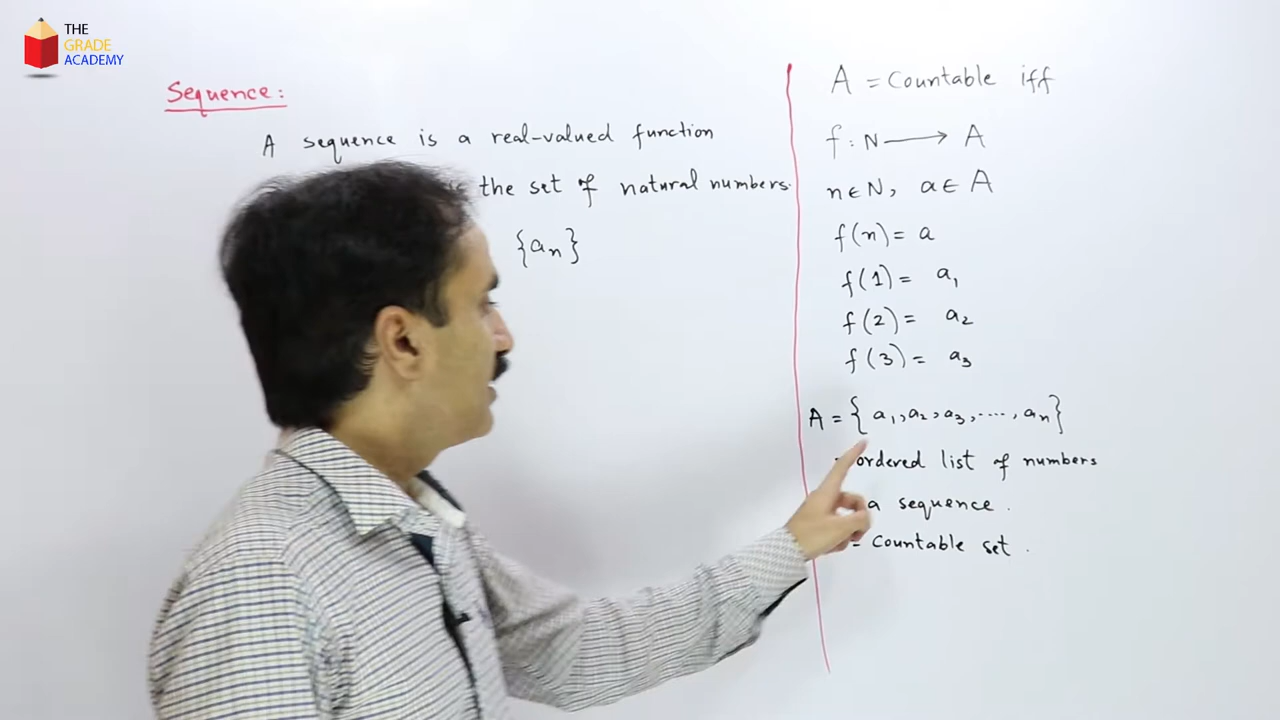 THE
GRADE
ACADEMY
Sequence:
A sequence is a real-valued function
the set of natural numbers.
{aₙ}
A = Countable iff
f : N ⟶ A
n ∈ N, a ∈ A
f(n) = a
f(1) = a₁
f(2) = a₂
f(3) = a₃
A = { a₁, a₂, a₃, ...., aₙ}
ordered list of numbers
a sequence.
- Countable set.